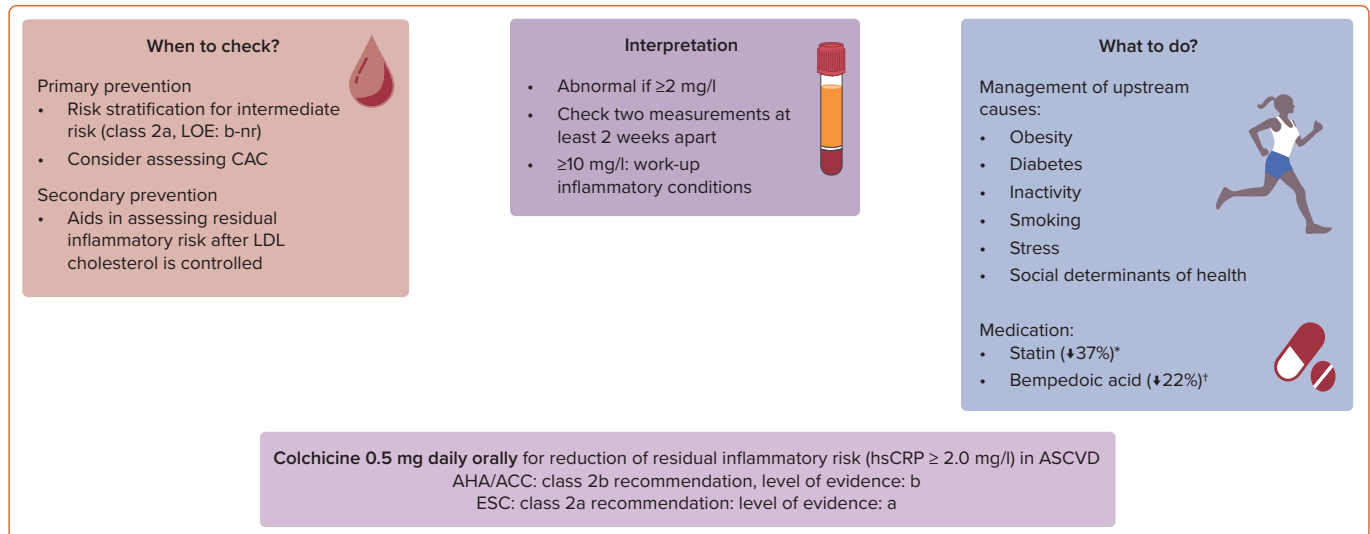 When to check?
Primary prevention
• Risk stratification for intermediate
risk (class 2a, LOE: b-nr)
• Consider assessing CAC
Secondary prevention
• Aids in assessing residual
inflammatory risk after LDL
cholesterol is controlled
Interpretation
• Abnormal if ≥2 mg/l
• Check two measurements at
least 2 weeks apart
• ≥10 mg/l: work-up
inflammatory conditions
What to do?
Management of upstream
causes:
• Obesity
• Diabetes
• Inactivity
• Smoking
• Stress
• Social determinants of health
Medication:
• Statin (↓37%)*
• Bempedoic acid (↓22%)†
Colchicine 0.5 mg daily orally for reduction of residual inflammatory risk (hsCRP ≥ 2.0 mg/l) in ASCVD
AHA/ACC: class 2b recommendation, level of evidence: b
ESC: class 2a recommendation: level of evidence: a